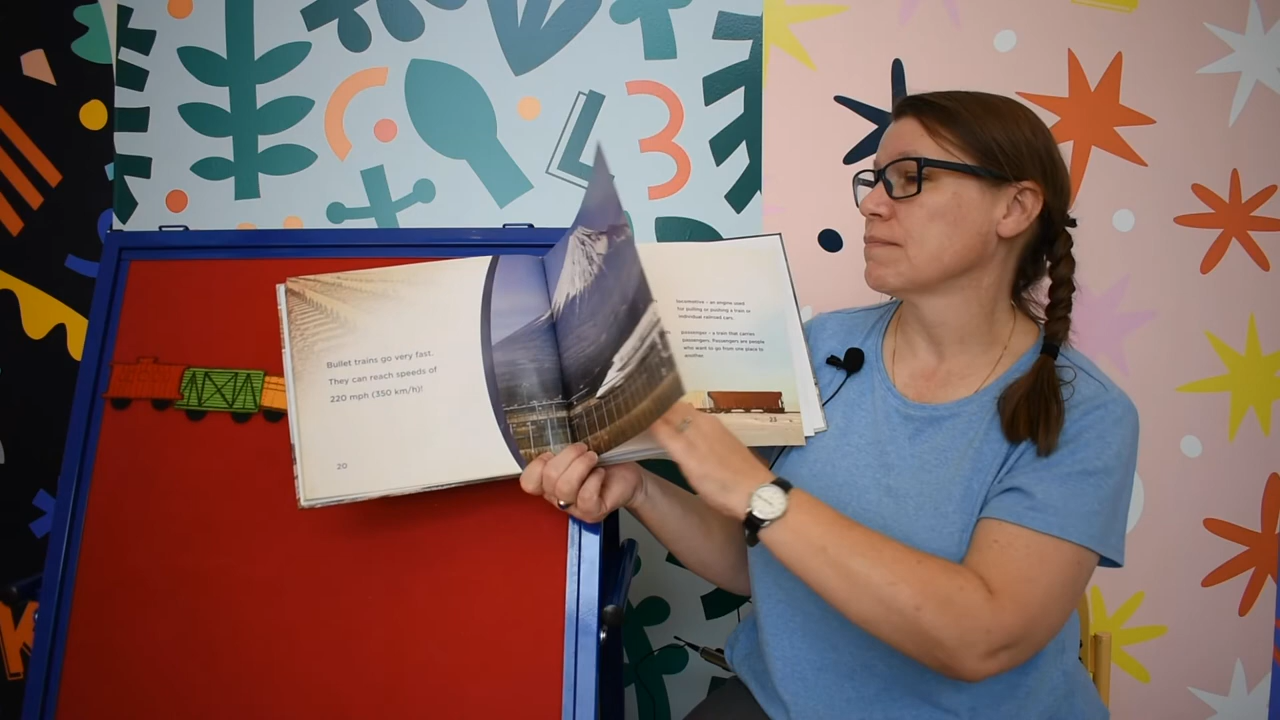 Bullet trains go very fast.
They can reach speeds of
220 mph (350 km/h)!
20
locomotive – an engine used
for pulling or pushing a train or
individual railroad cars.
passenger – a train that carries
passengers. Passengers are people
who want to go from one place to
another.
23
K